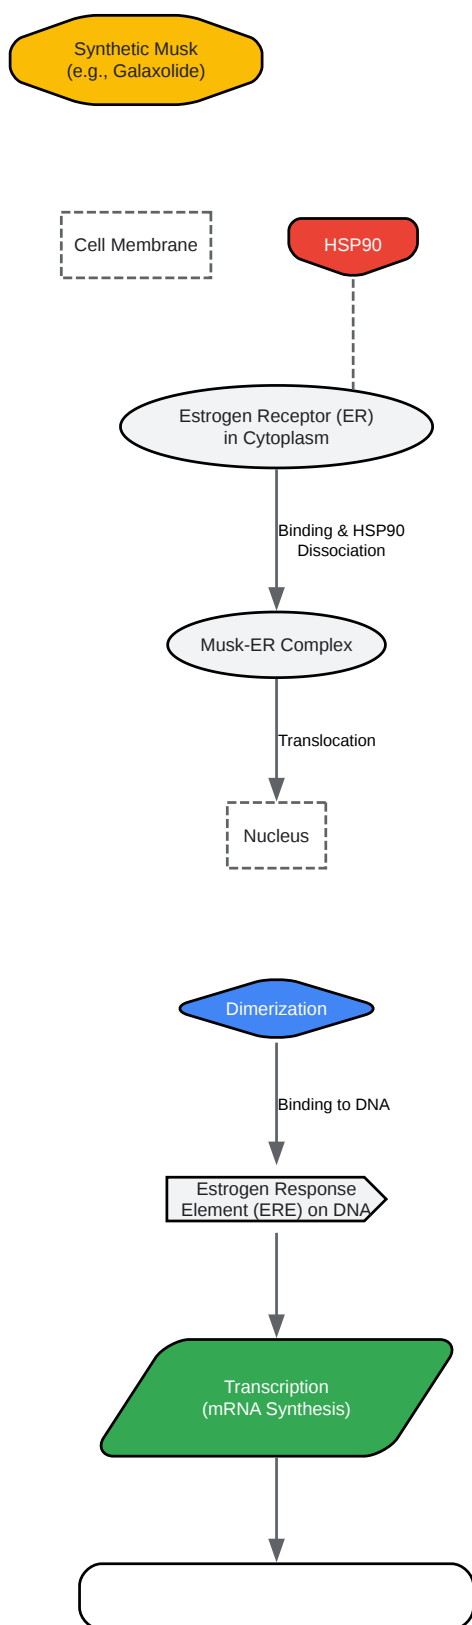 Synthetic Musk
(e.g., Galaxolide)
Cell Membrane
HSP90
Estrogen Receptor (ER)
in Cytoplasm
Binding & HSP90
Dissociation
Musk-ER Complex
Translocation
Nucleus
Dimerization
Binding to DNA
Estrogen Response
Element (ERE) on DNA
Transcription
(mRNA Synthesis)